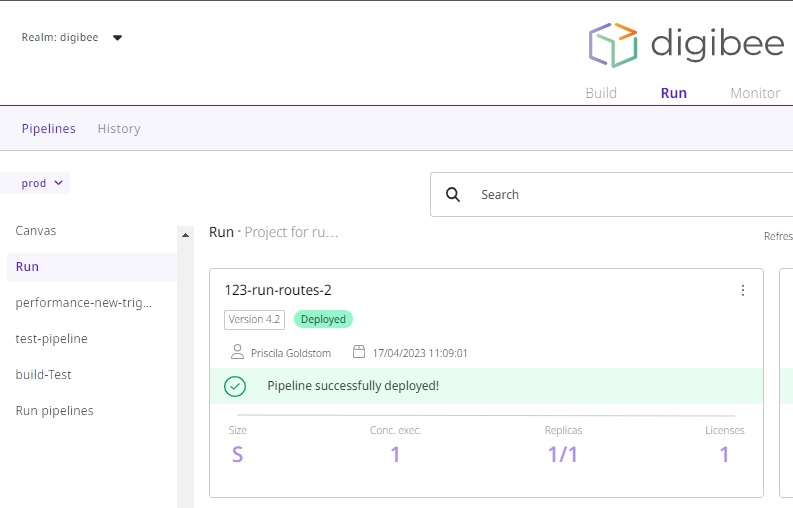 Realm: digibee
digibee
Build Run Monitor
Pipelines History
prod
Search
Canvas
Run
performance-new-trig...
test-pipeline
build-Test
Run pipelines
Run · Project for ru...
Refres
123-run-routes-2
Version 4.2 Deployed
Priscila Goldstom 17/04/2023 11:09:01
Pipeline successfully deployed!
Size Conc. exec. Replicas Licenses
S 1 1/1 1